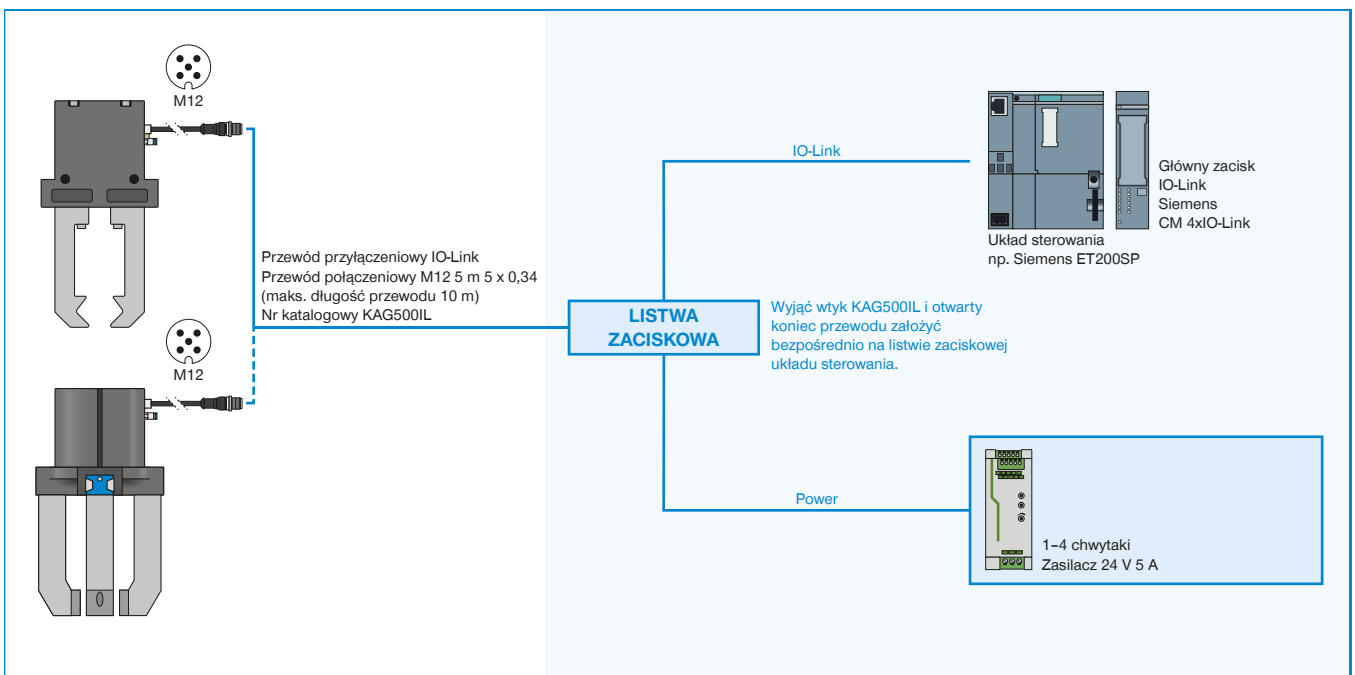 M12
Przewód przyłączeniowy IO-Link
Przewód połączeniowy M12 5 m 5 x 0,34
(maks. długość przewodu 10 m)
Nr katalogowy KAG500IL
M12
LISTWA
ZACISKOWA
Wyjąć wtyk KAG500IL i otwarty
koniec przewodu założyć
bezpośrednio na listwie zaciskowej
układu sterowania.
IO-Link
Układ sterowania
np. Siemens ET200SP
Główny zacisk
IO-Link
Siemens
CM 4xIO-Link
Power
1–4 chwytaki
Zasilacz 24 V 5 A